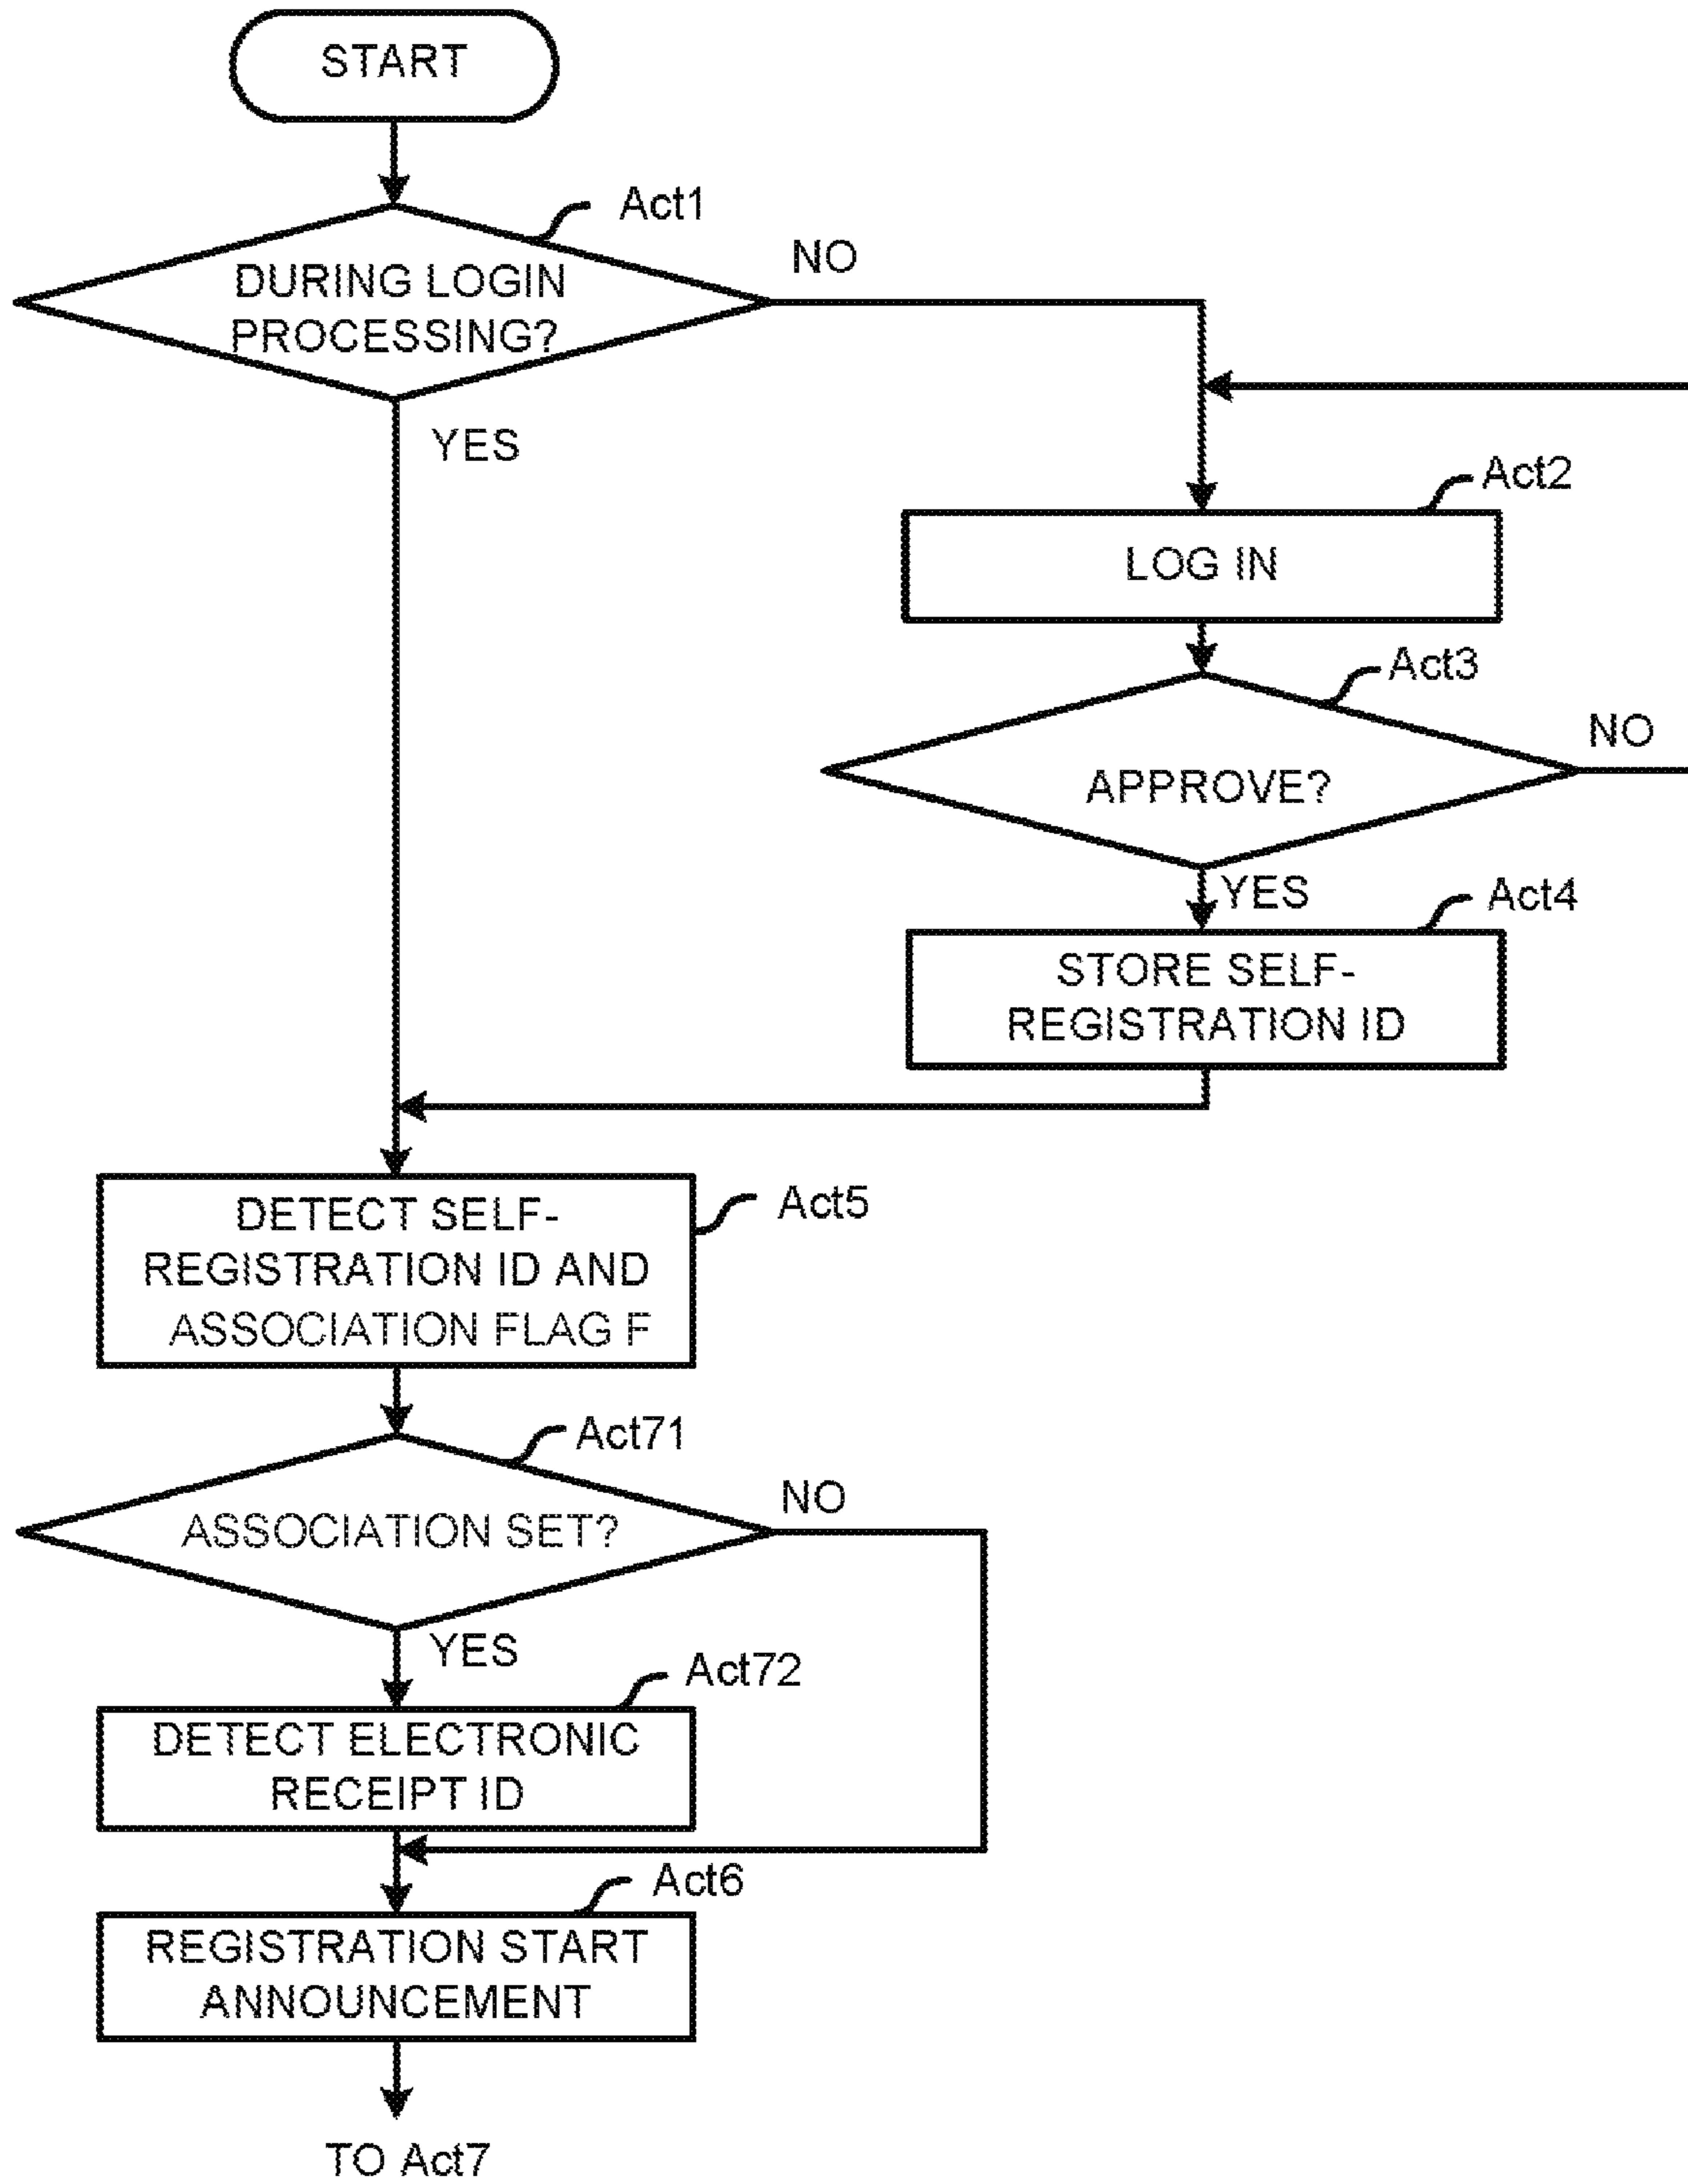 START
Act1
DURING LOGIN
PROCESSING?
NO
YES
Act2
LOG IN
Act3
APPROVE?
NO
YES
Act4
STORE SELF-
REGISTRATION ID
DETECT SELF-
REGISTRATION ID AND
ASSOCIATION FLAG F
Act5
Act71
ASSOCIATION SET?
NO
YES
Act72
DETECT ELECTRONIC
RECEIPT ID
Act6
REGISTRATION START
ANNOUNCEMENT
TO Act7